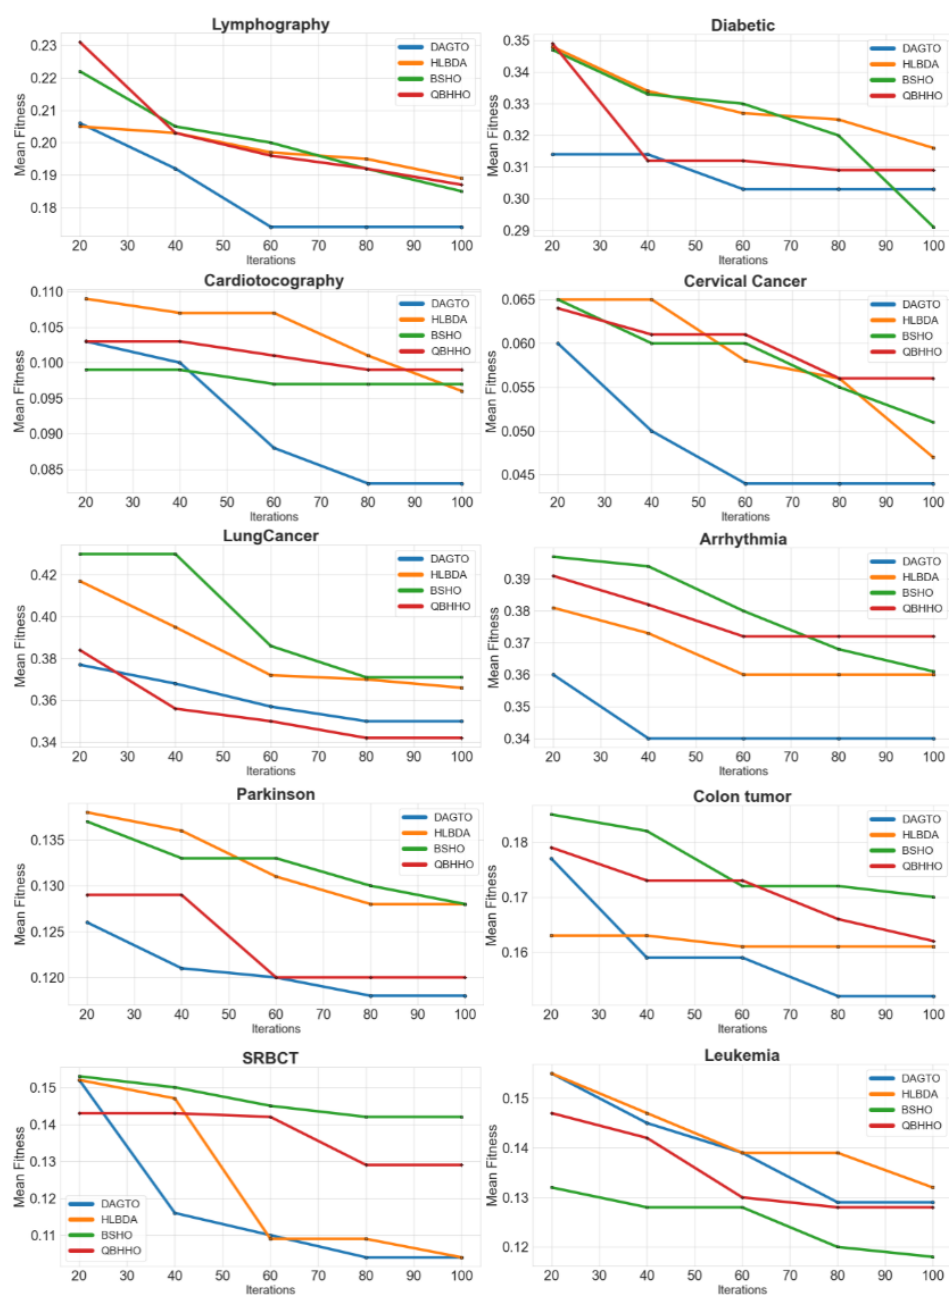 Lymphography
0.23
0.22
0.21
0.20
0.19
0.18
Mean Fitness
DAGTO
HLBDA
BSHO
QBHHO
20 30 40 50 60 70 80 90 100
Iterations
Diabetic
0.35
0.34
0.33
0.32
0.31
0.30
0.29
Mean Fitness
DAGTO
HLBDA
BSHO
QBHHO
20 30 40 50 60 70 80 90 100
Iterations
Cardiotocography
0.110
0.105
0.100
0.095
0.090
0.085
Mean Fitness
DAGTO
HLBDA
BSHO
QBHHO
20 30 40 50 60 70 80 90 100
Iterations
Cervical Cancer
0.065
0.060
0.055
0.050
0.045
Mean Fitness
DAGTO
HLBDA
BSHO
QBHHO
20 30 40 50 60 70 80 90 100
Iterations
LungCancer
0.42
0.40
0.38
0.36
0.34
Mean Fitness
DAGTO
HLBDA
BSHO
QBHHO
20 30 40 50 60 70 80 90 100
Iterations
Arrhythmia
0.39
0.38
0.37
0.36
0.35
0.34
Mean Fitness
DAGTO
HLBDA
BSHO
QBHHO
20 30 40 50 60 70 80 90 100
Iterations
Parkinson
0.135
0.130
0.125
0.120
Mean Fitness
DAGTO
HLBDA
BSHO
QBHHO
20 30 40 50 60 70 80 90 100
Iterations
Colon tumor
0.18
0.17
0.16
Mean Fitness
DAGTO
HLBDA
BSHO
QBHHO
20 30 40 50 60 70 80 90 100
Iterations
SRBCT
0.15
0.14
0.13
0.12
0.11
Mean Fitness
DAGTO
HLBDA
BSHO
QBHHO
20 30 40 50 60 70 80 90 100
Iterations
Leukemia
0.15
0.14
0.13
0.12
Mean Fitness
DAGTO
HLBDA
BSHO
QBHHO
20 30 40 50 60 70 80 90 100
Iterations